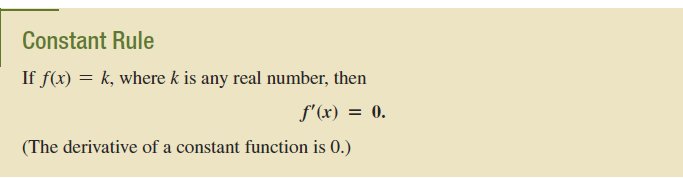 Constant Rule
If f(x) = k, where k is any real number, then
f′(x) = 0.
(The derivative of a constant function is 0.)